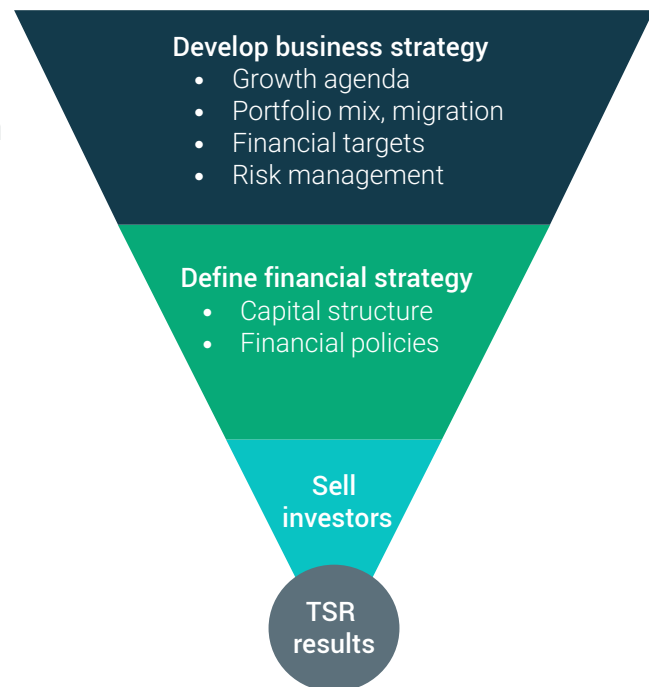 Develop business strategy
• Growth agenda
• Portfolio mix, migration
• Financial targets
• Risk management
Define financial strategy
• Capital structure
• Financial policies
Sell
investors
TSR
results